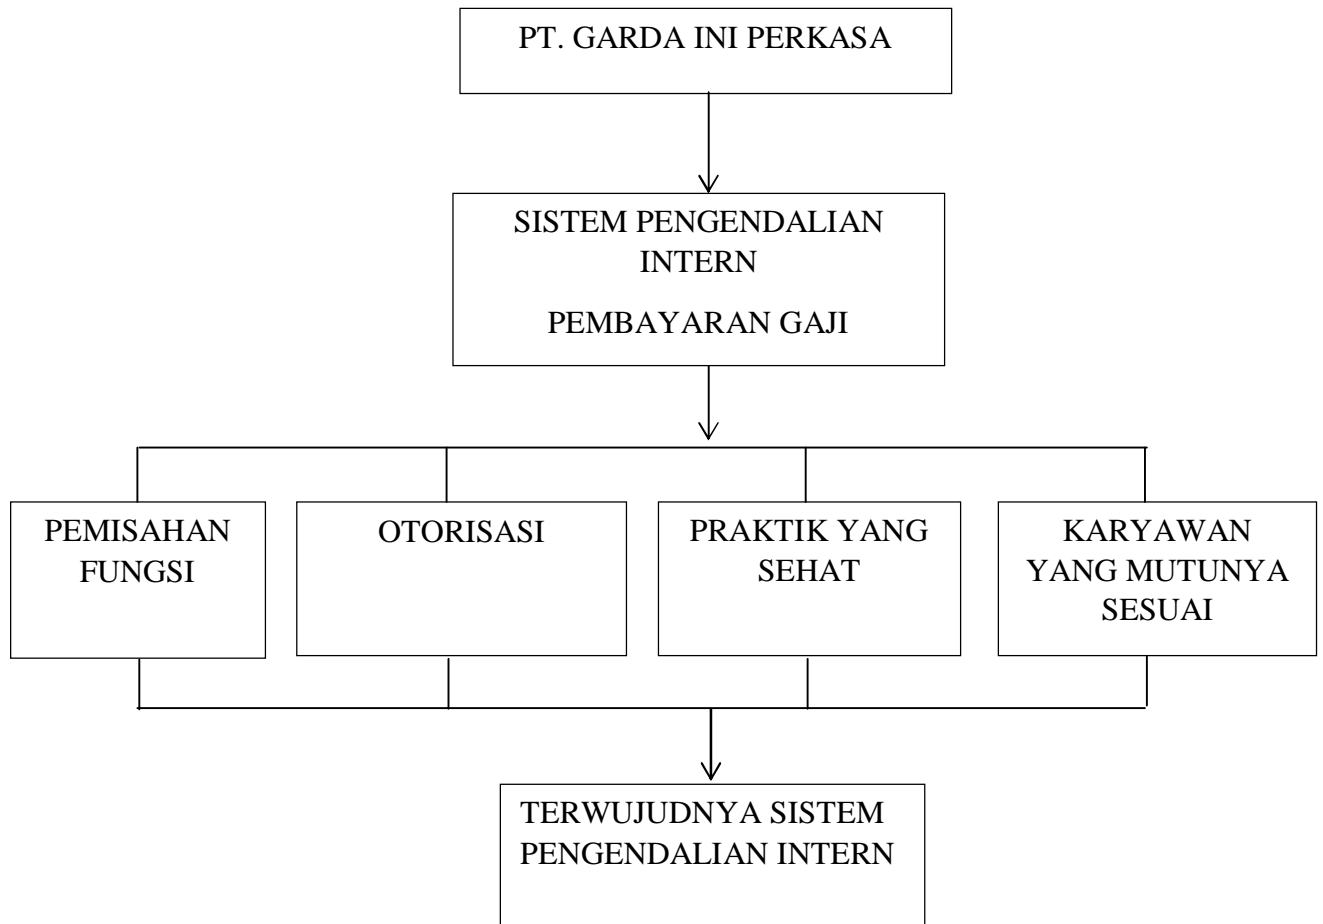 PT. GARDA INI PERKASA
SISTEM PENGENDALIAN
INTERN
PEMBAYARAN GAJI
PEMISAHAN
FUNGSI
OTORISASI
PRAKTIK YANG
SEHAT
KARYAWAN
YANG MUTUNYA
SESUAI
TERWUJUDNYA SISTEM
PENGENDALIAN INTERN